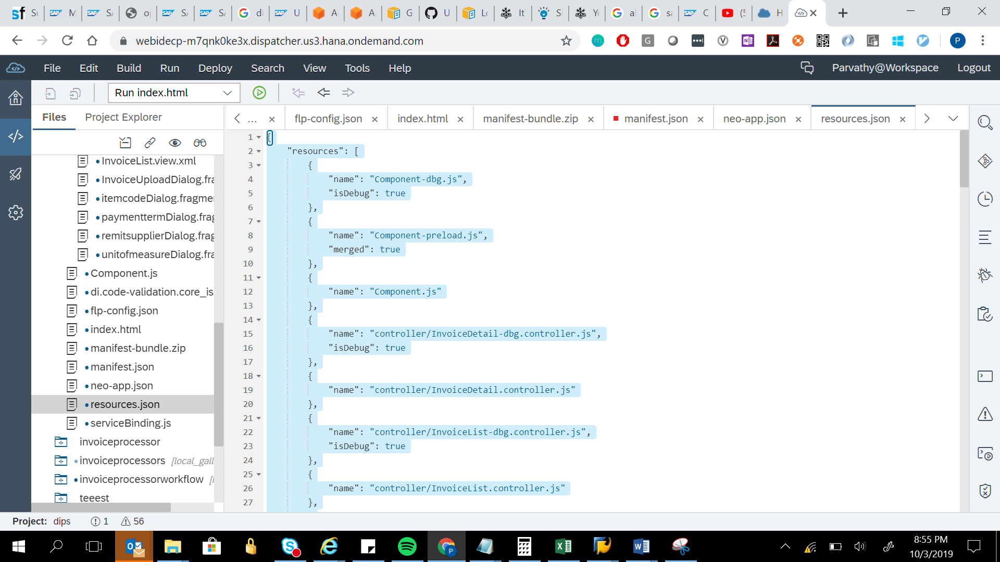 webidecp-m7qnk0ke3x.dispatcher.us3.hana.ondemand.com
File Edit Build Run Deploy Search View Tools Help Parvathy@Workspace Logout
Run index.html
Files Project Explorer
... flp-config.json index.html manifest-bundle.zip manifest.json neo-app.json resources.json
InvoiceList.view.xml
InvoiceUploadDialog.fra
itemcodeDialog.fragme
paymenttermDialog.frag
remitsupplierDialog.frag
unitofmeasureDialog.fra
Component.js
di.code-validation.core_is
flp-config.json
index.html
manifest-bundle.zip
manifest.json
neo-app.json
resources.json
serviceBinding.js
invoiceprocessor
*invoiceprocessors [local_gall
invoiceprocessorworkflow
teeest
1 {
2 "resources": [
3 {
4 "name": "Component-dbg.js",
5 "isDebug": true
6 },
7 {
8 "name": "Component-preload.js",
9 "merged": true
10 },
11 {
12 "name": "Component.js"
13 },
14 {
15 "name": "controller/InvoiceDetail-dbg.controller.js",
16 "isDebug": true
17 },
18 {
19 "name": "controller/InvoiceDetail.controller.js"
20 },
21 {
22 "name": "controller/InvoiceList-dbg.controller.js",
23 "isDebug": true
24 },
25 {
26 "name": "controller/InvoiceList.controller.js"
27 },
Project: dips 1 56
8:55 PM
10/3/2019